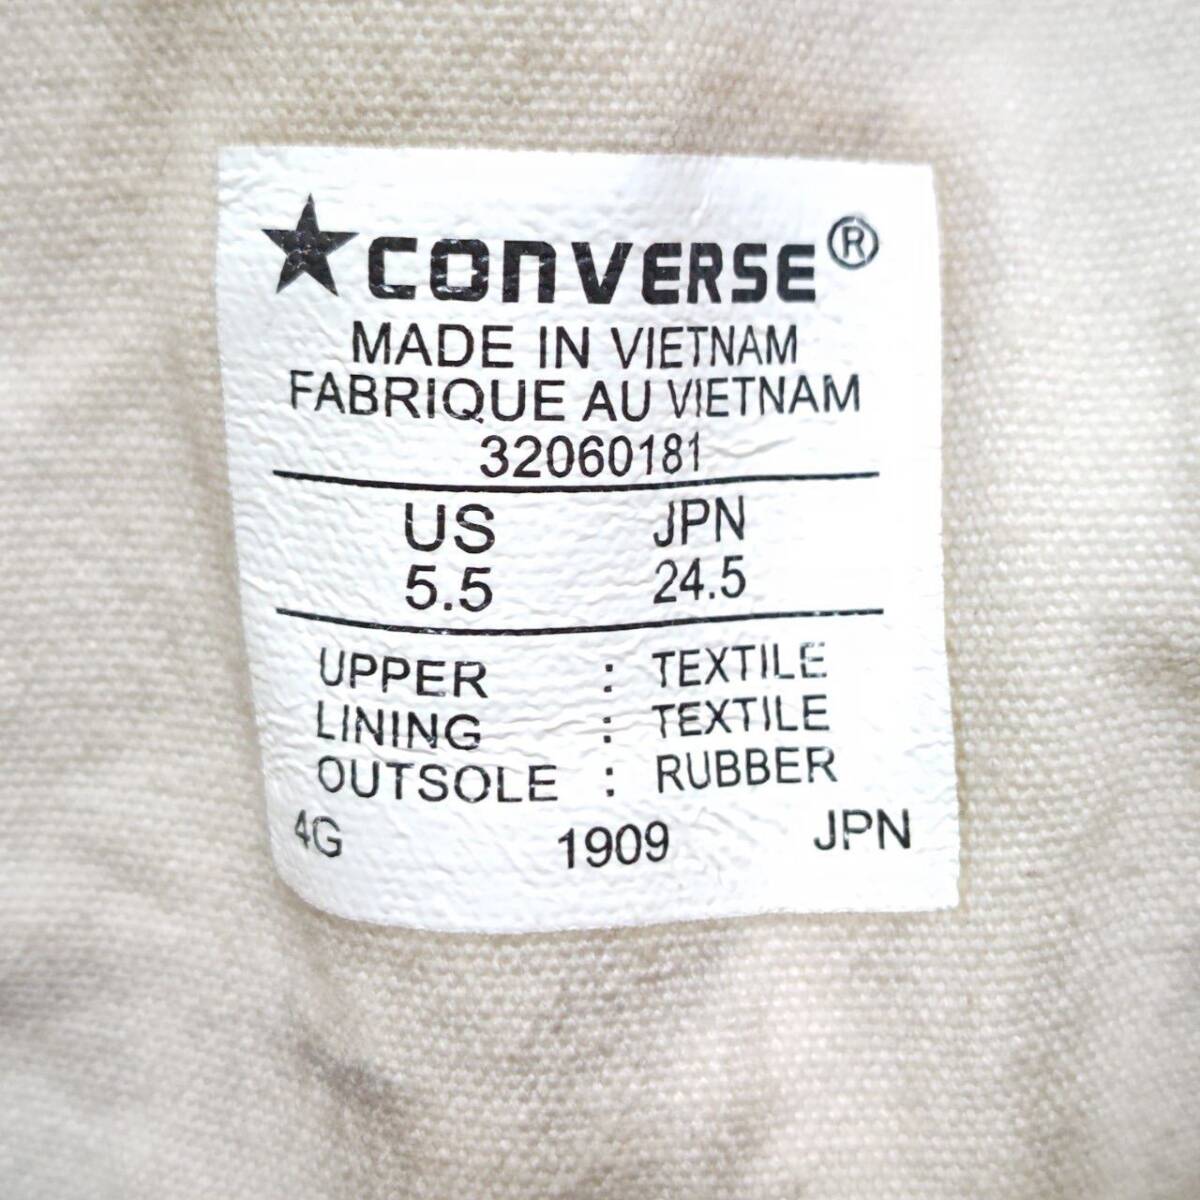 ★CONVERSE®
MADE IN VIETNAM
FABRIQUE AU VIETNAM
32060181
US JPN
5.5 24.5
UPPER : TEXTILE
LINING : TEXTILE
OUTSOLE : RUBBER
4G 1909 JPN